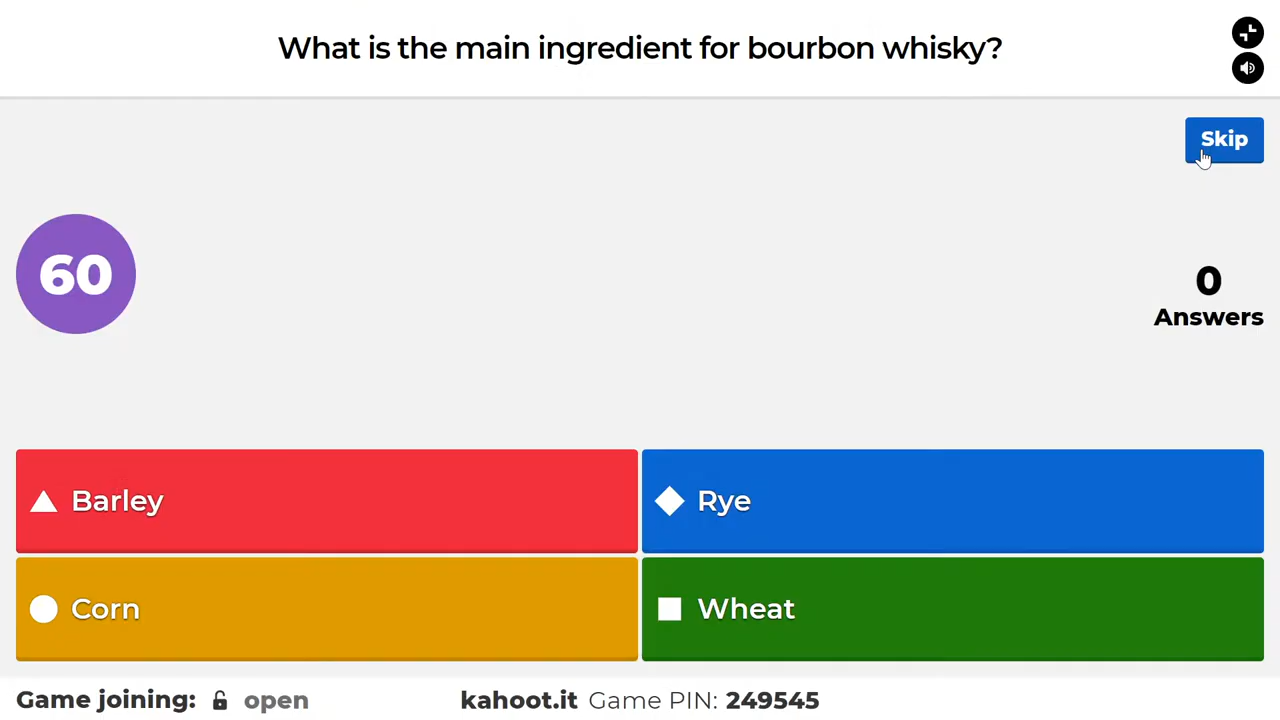 What is the main ingredient for bourbon whisky?
Skip
60
0
Answers
Barley
Rye
Corn
Wheat
Game joining: open kahoot.it Game PIN: 249545